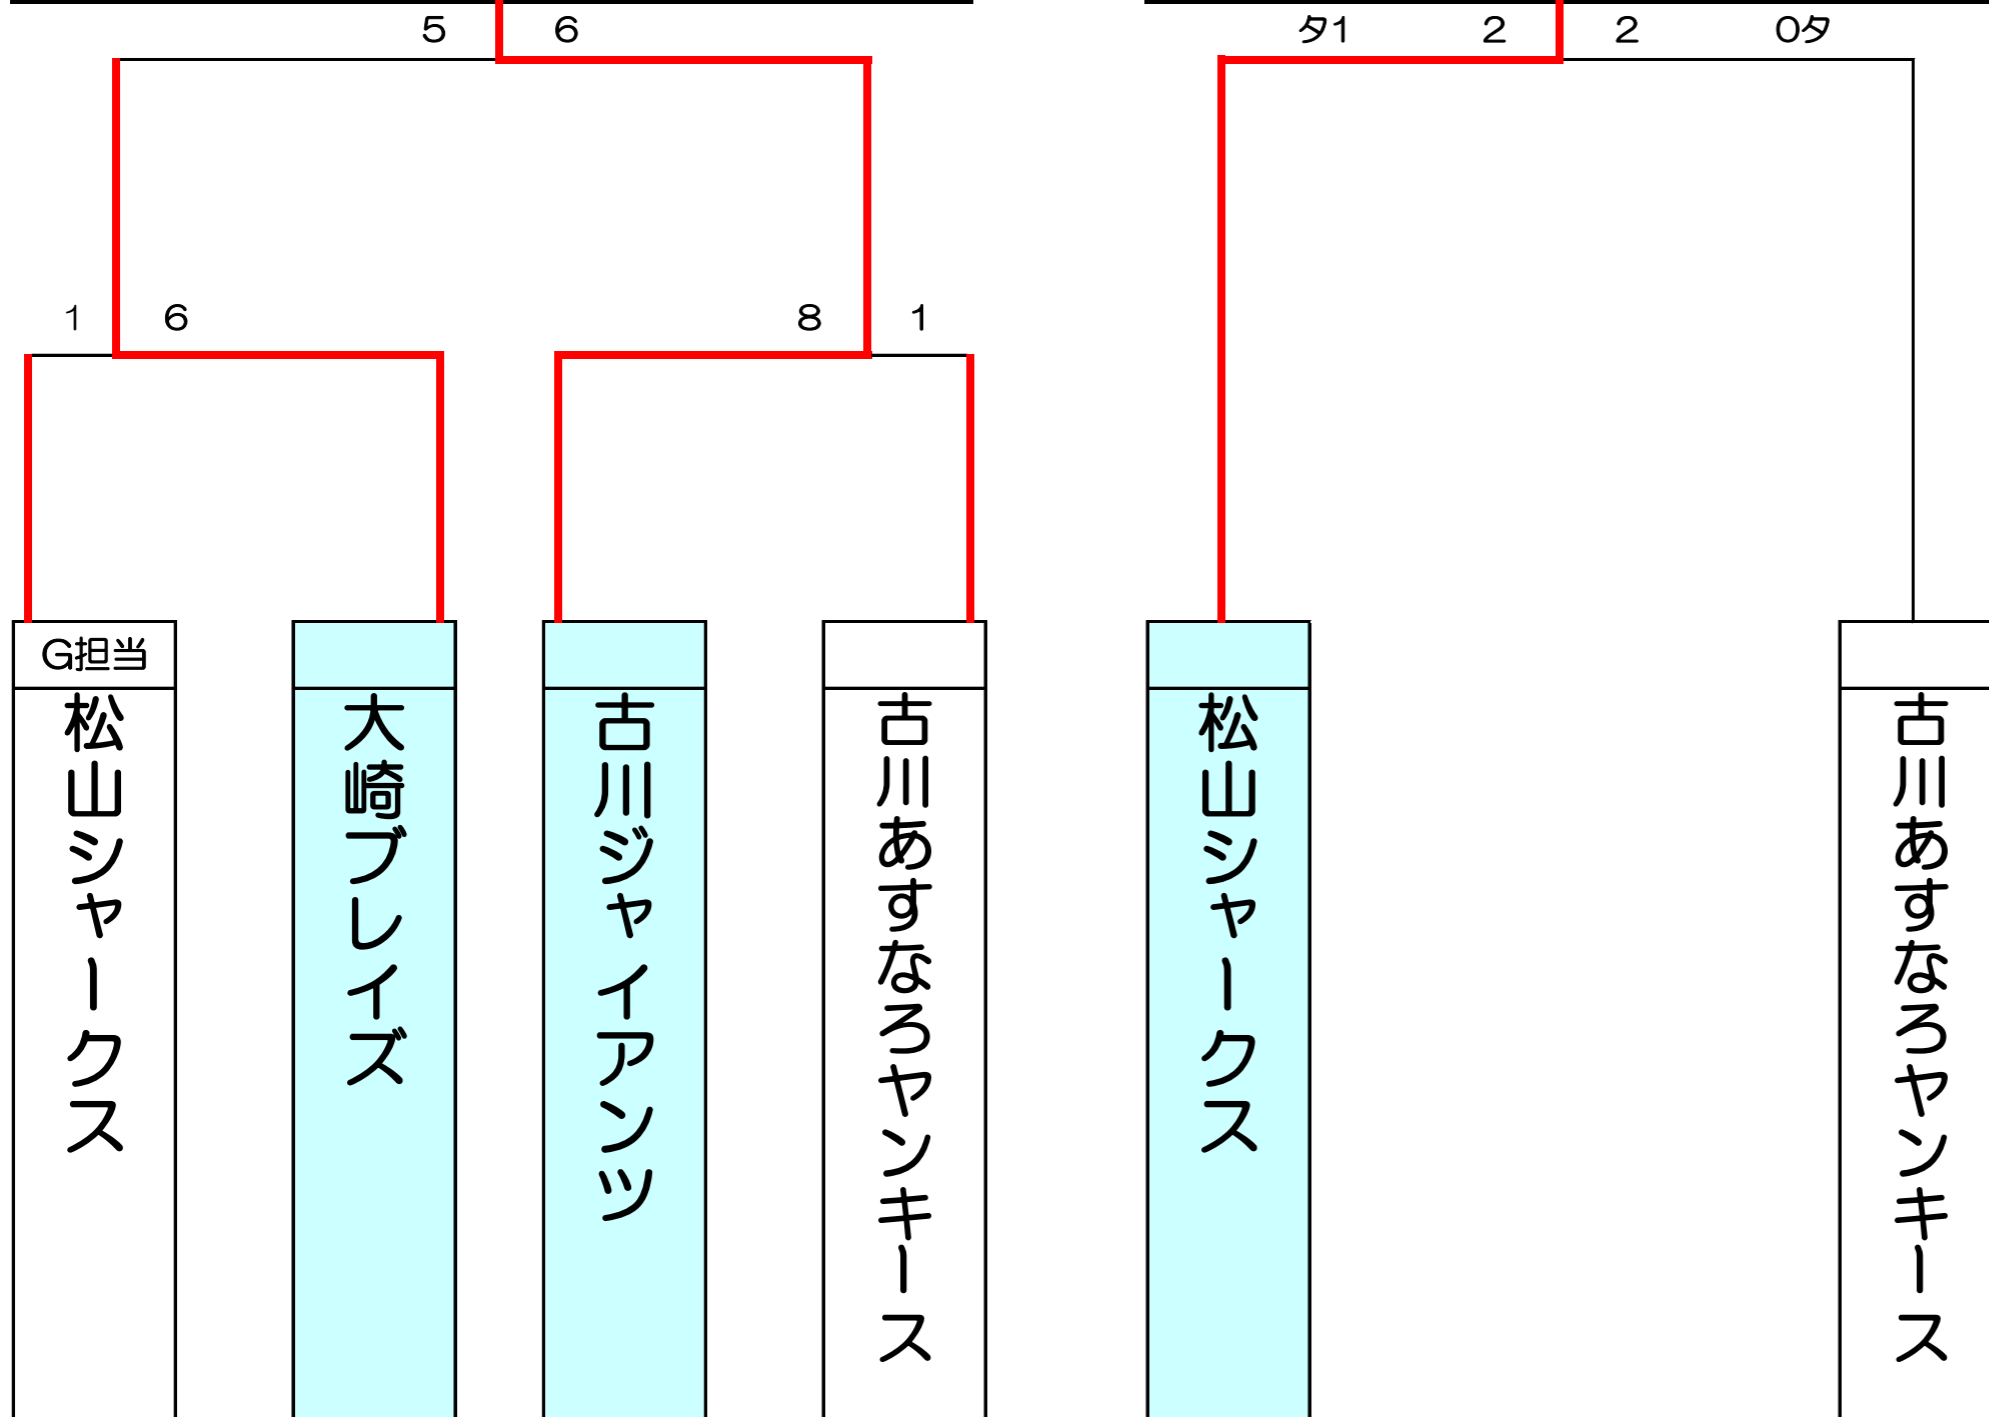 5 6
タ1 2 2 0タ
1 6
8 1
G担当
松山シャークス
大崎ブレイズ
古川ジャイアンツ
古川あすなろヤンキース
松山シャークス
古川あすなろヤンキース